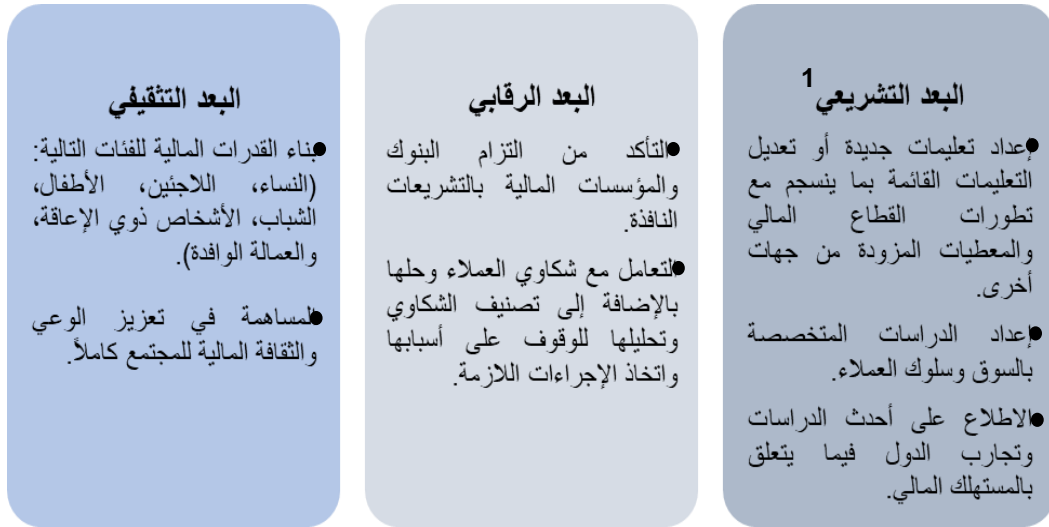 البعد التشريعي1
•إعداد تعليمات جديدة أو تعديل
التعليمات القائمة بما ينسجم مع
تطورات القطاع المالي
والمعطيات المزودة من جهات
أخرى.
•إعداد الدراسات المتخصصة
بالسوق وسلوك العملاء.
•الاطلاع على أحدث الدراسات
وتجارب الدول فيما يتعلق
بالمستهلك المالي.
البعد الرقابي
•التأكد من التزام البنوك
والمؤسسات المالية بالتشريعات
النافذة.
•التعامل مع شكاوي العملاء وحلها
بالإضافة إلى تصنيف الشكاوي
وتحليلها للوقوف على أسبابها
واتخاذ الإجراءات اللازمة.
البعد التثقيفي
•بناء القدرات المالية للفئات التالية:
(النساء، اللاجئين، الأطفال،
الشباب، الأشخاص ذوي الإعاقة،
والعمالة الوافدة).
•المساهمة في تعزيز الوعي
والثقافة المالية للمجتمع كاملاً.